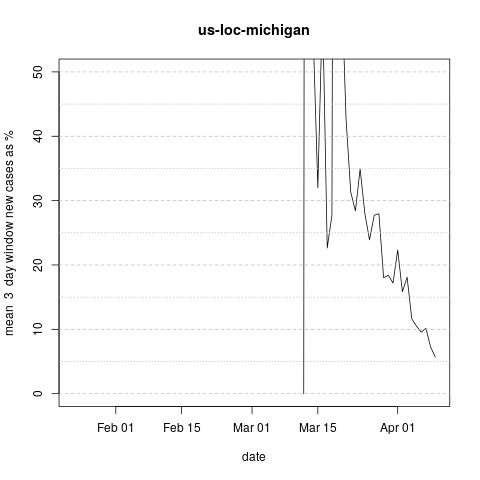 us-loc-michigan
mean 3 day window new cases as %
50
40
30
20
10
0
Feb 01
Feb 15
Mar 01
Mar 15
Apr 01
date